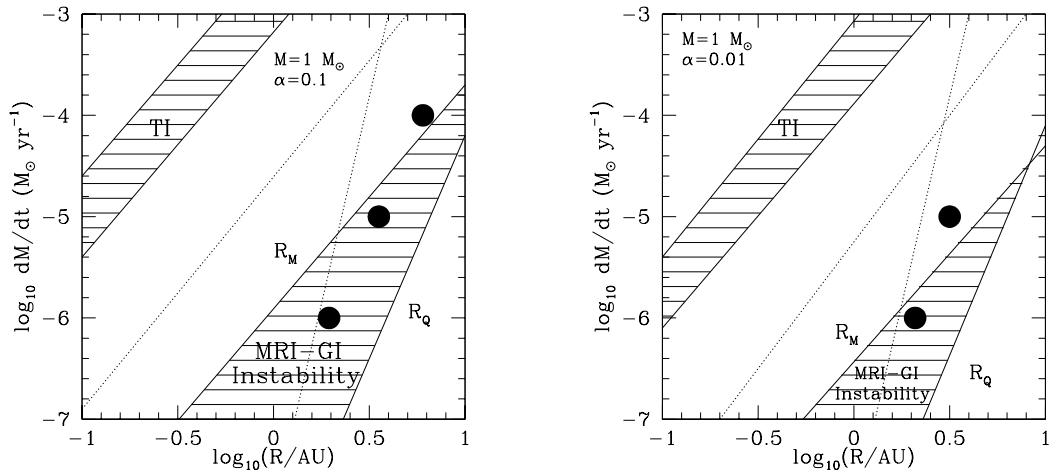 −3
−4
−5
−6
−7
log₁₀ dM/dt (M☉ yr⁻¹)
M=1 M☉
α=0.1
TI
R_M
R_Q
MRI−GI
Instability
−1
−0.5
0
0.5
1
log₁₀(R/AU)
−3
−4
−5
−6
−7
log₁₀ dM/dt (M☉ yr⁻¹)
M=1 M☉
α=0.01
TI
R_M
R_Q
MRI−GI
Instability
−1
−0.5
0
0.5
1
log₁₀(R/AU)